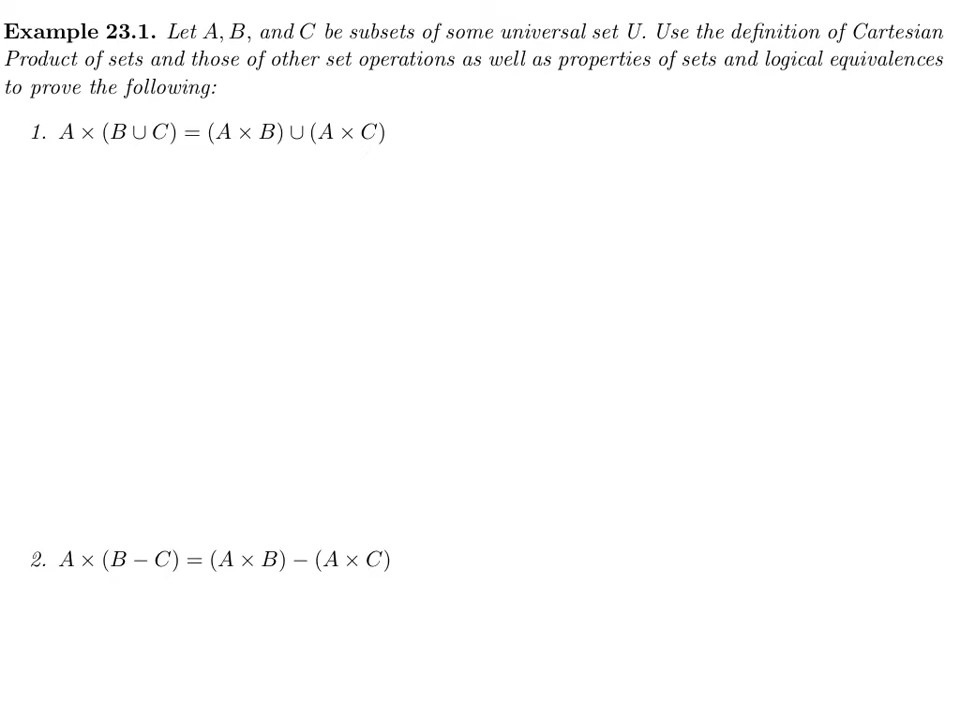 Example 23.1. Let A, B, and C be subsets of some universal set U. Use the definition of Cartesian
Product of sets and those of other set operations as well as properties of sets and logical equivalences
to prove the following:
1. A × (B ∪ C) = (A × B) ∪ (A × C)
2. A × (B − C) = (A × B) − (A × C)